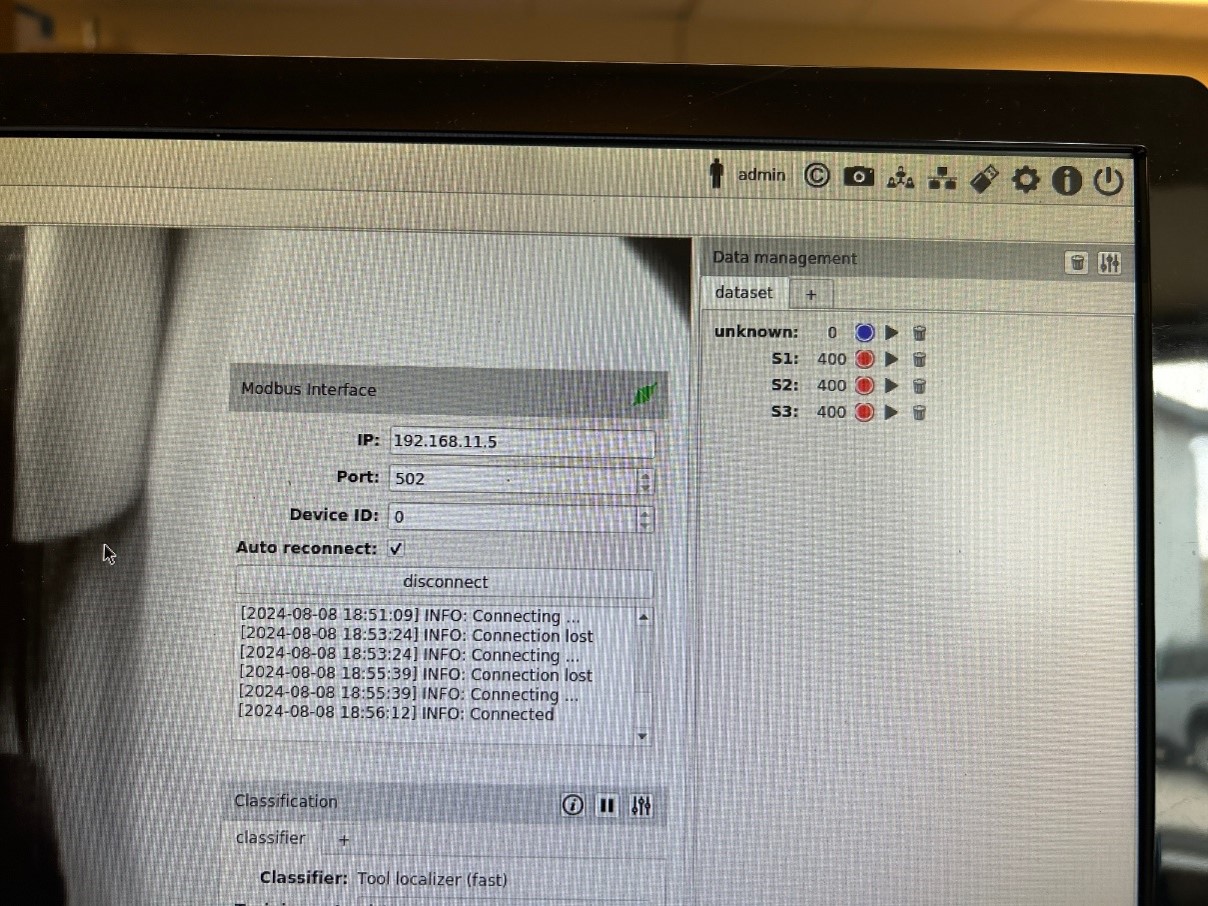 admin
Data management
dataset +
unknown: 0
S1: 400
S2: 400
S3: 400
Modbus Interface
IP: 192.168.11.5
Port: 502
Device ID: 0
Auto reconnect:
disconnect
[2024-08-08 18:51:09] INFO: Connecting ...
[2024-08-08 18:53:24] INFO: Connection lost
[2024-08-08 18:53:24] INFO: Connecting ...
[2024-08-08 18:55:39] INFO: Connection lost
[2024-08-08 18:55:39] INFO: Connecting ...
[2024-08-08 18:56:12] INFO: Connected
Classification
classifier +
Classifier: Tool localizer (fast)